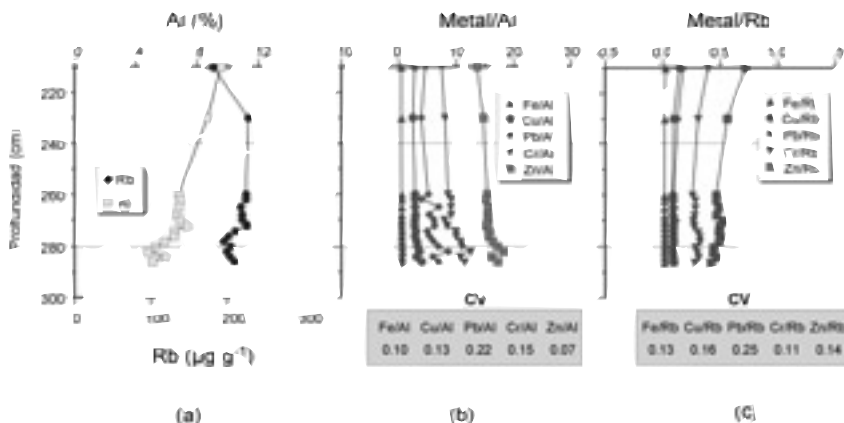 Al (%)
0 4 8 12
Profundidad (cm)
220
240
260
280
300
Rb
Al
0 100 200 300
Rb (µg g⁻¹)
(a)
Metal/Al
0 10 20 30
Fe/Al
Cu/Al
Pb/Al
Cr/Al
Zn/Al
CV
Fe/Al Cu/Al Pb/Al Cr/Al Zn/Al
0.10 0.13 0.22 0.15 0.07
(b)
Metal/Rb
0.0 0.5
Fe/Rb
Cu/Rb
Pb/Rb
Cr/Rb
Zn/Rb
CV
Fe/Rb Cu/Rb Pb/Rb Cr/Rb Zn/Rb
0.13 0.16 0.25 0.11 0.14
(c)